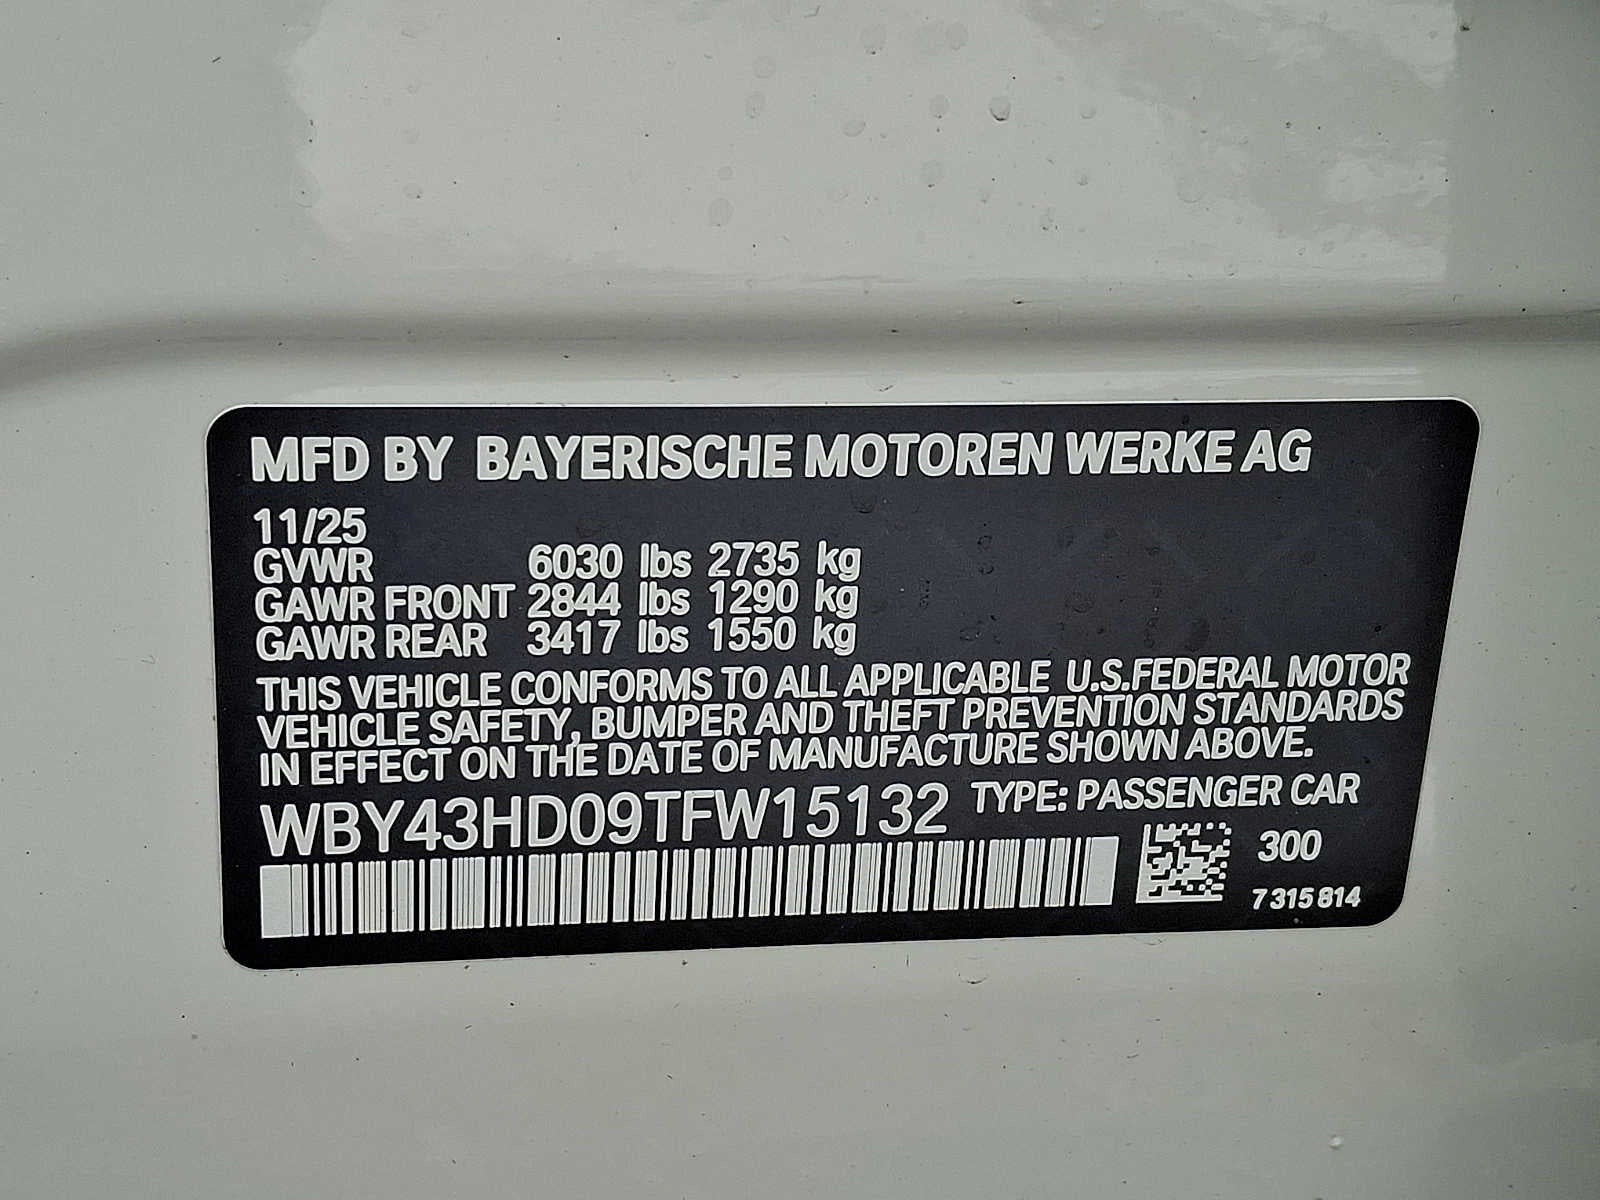 MFD BY BAYERISCHE MOTOREN WERKE AG
11/25
GVWR 6030 lbs 2735 kg
GAWR FRONT 2844 lbs 1290 kg
GAWR REAR 3417 lbs 1550 kg
THIS VEHICLE CONFORMS TO ALL APPLICABLE U.S.FEDERAL MOTOR
VEHICLE SAFETY, BUMPER AND THEFT PREVENTION STANDARDS
IN EFFECT ON THE DATE OF MANUFACTURE SHOWN ABOVE.
WBY43HD09TFW15132 TYPE: PASSENGER CAR
300
7 315 814